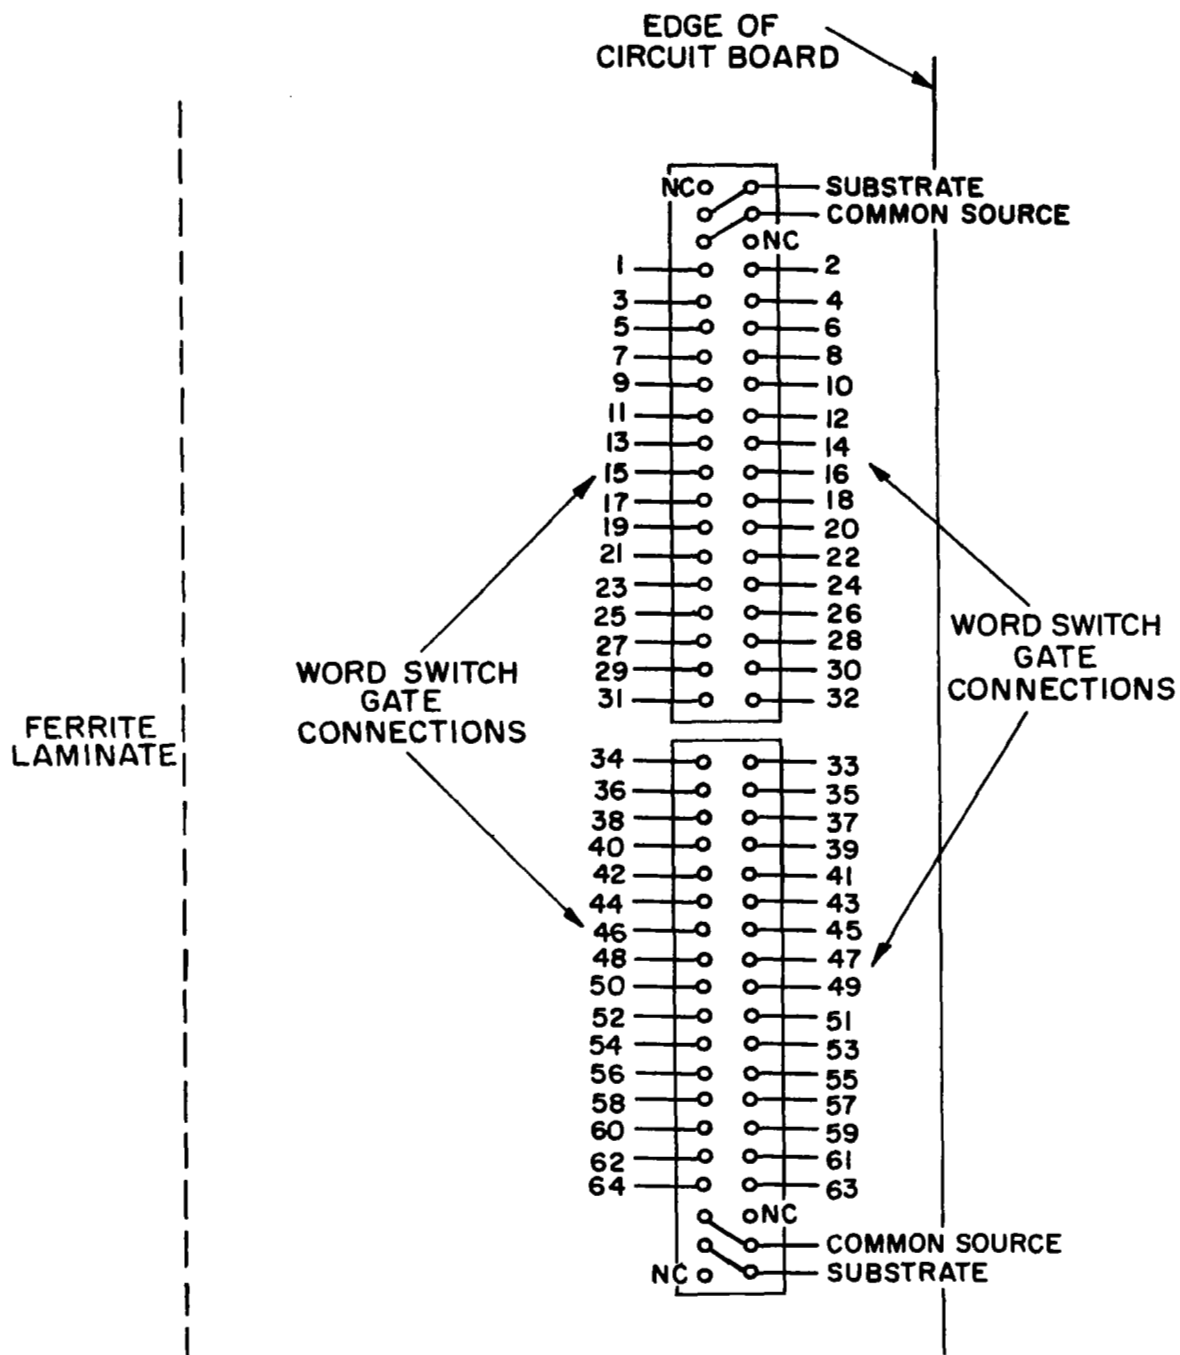 EDGE OF
CIRCUIT BOARD
NC SUBSTRATE
COMMON SOURCE
NC
1 2
3 4
5 6
7 8
9 10
11 12
13 14
15 16
17 18
19 20
21 22
23 24
25 26
27 28
29 30
31 32
WORD SWITCH
GATE
CONNECTIONS
WORD SWITCH
GATE
CONNECTIONS
FERRITE
LAMINATE
34 33
36 35
38 37
40 39
42 41
44 43
46 45
48 47
50 49
52 51
54 53
56 55
58 57
60 59
62 61
64 63
NC
COMMON SOURCE
NC SUBSTRATE